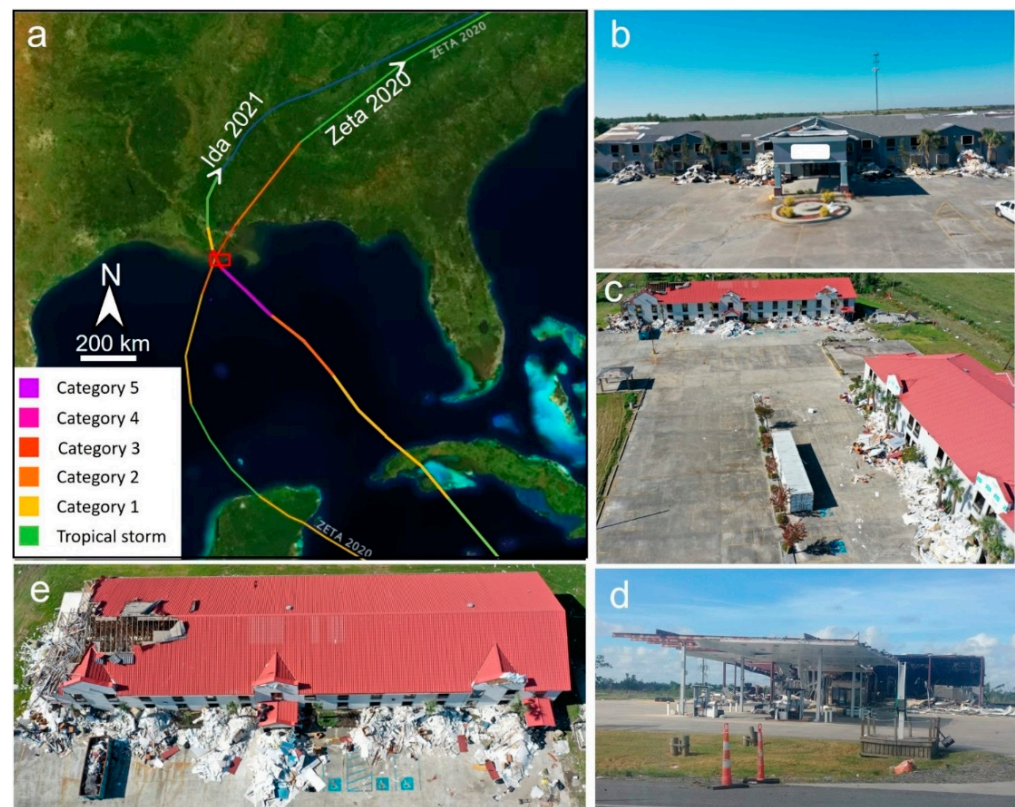 a
Ida 2021
Zeta 2020
ZETA 2020
N
200 km
Category 5
Category 4
Category 3
Category 2
Category 1
Tropical storm
ZETA 2020
b
c
e
d